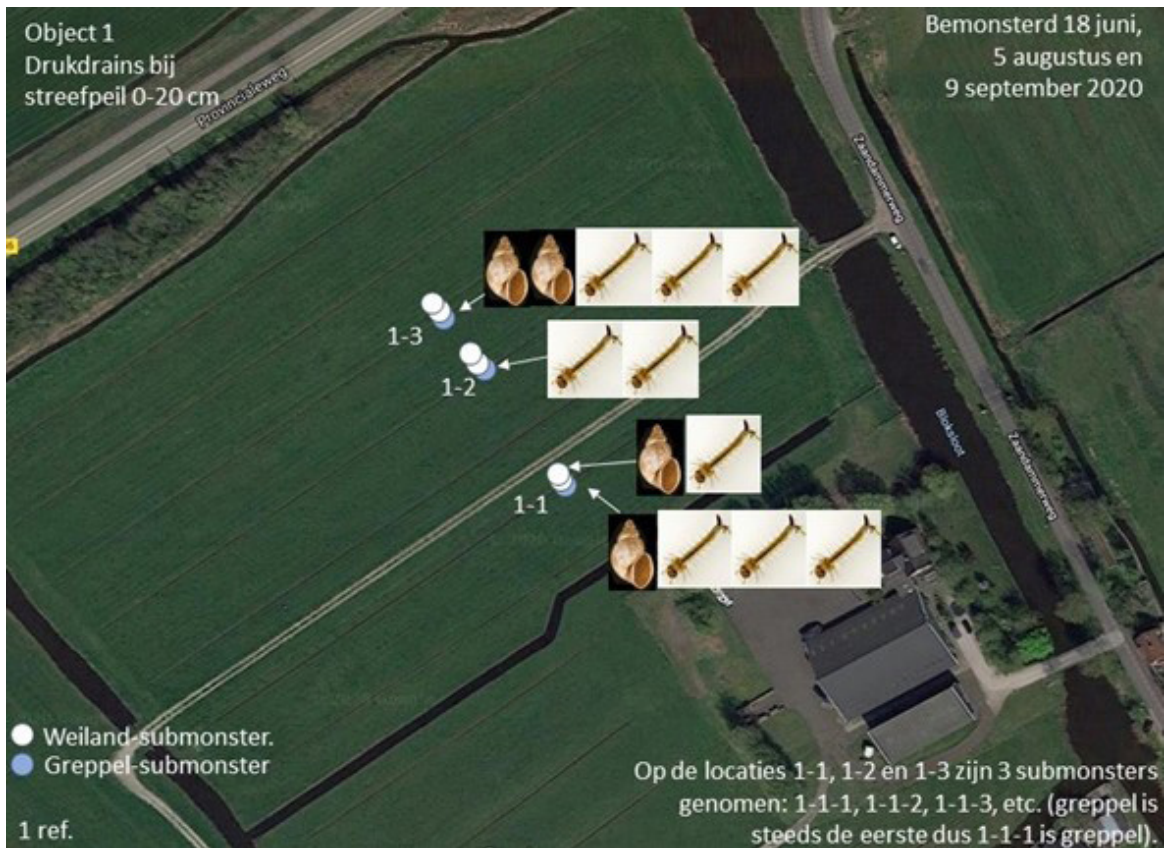 Object 1
Drukdrains bij
streefpeil 0-20 cm
Bemonsterd 18 juni,
5 augustus en
9 september 2020
Provincialeweg
Zaandammerweg
1-3
1-2
1-1
Bloksloot
Zaandammerweg
Weiland-submonster.
Greppel-submonster
1 ref.
Op de locaties 1-1, 1-2 en 1-3 zijn 3 submonsters
genomen: 1-1-1, 1-1-2, 1-1-3, etc. (greppel is
steeds de eerste dus 1-1-1 is greppel).